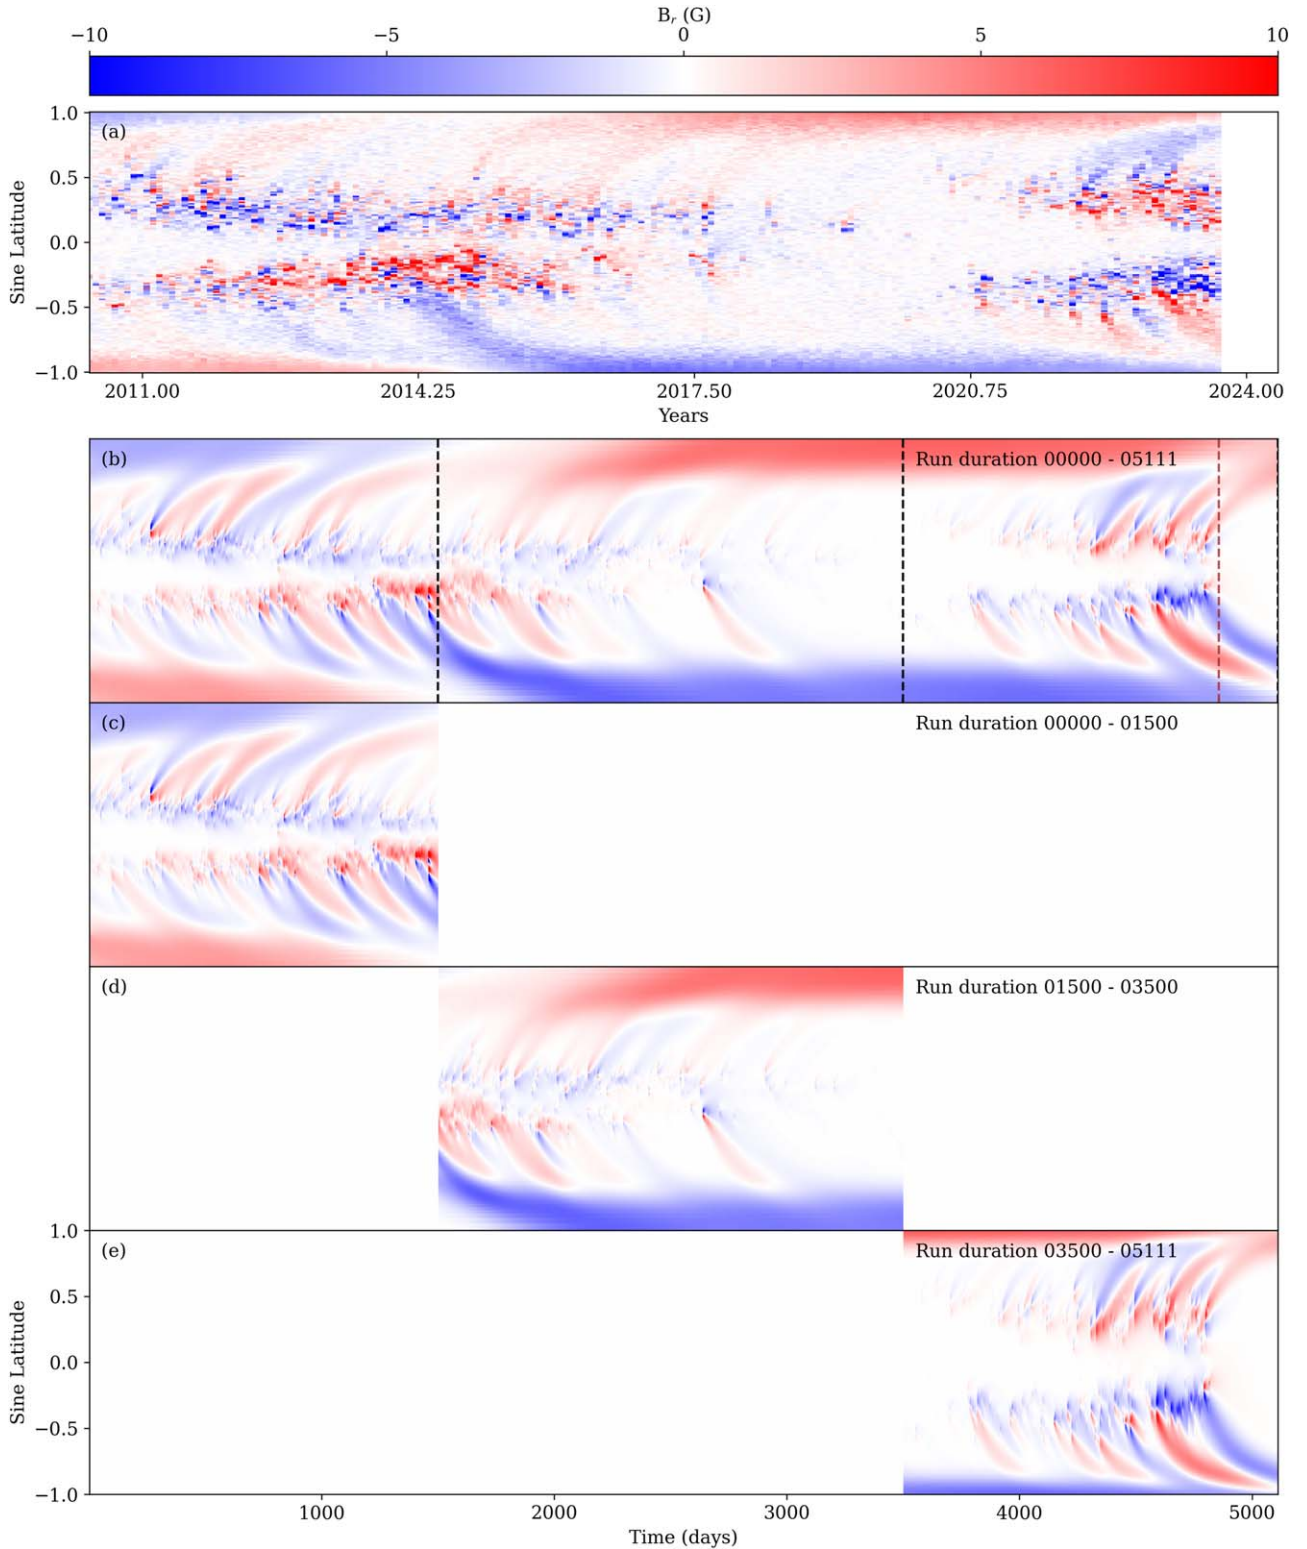 B_r (G)
−10 −5 0 5 10
1.0
(a)
0.5
0.0
−0.5
−1.0
Sine Latitude
2011.00 2014.25 2017.50 2020.75 2024.00
Years
(b) Run duration 00000 - 05111
(c) Run duration 00000 - 01500
(d) Run duration 01500 - 03500
1.0
(e) Run duration 03500 - 05111
0.5
0.0
−0.5
−1.0
Sine Latitude
1000 2000 3000 4000 5000
Time (days)